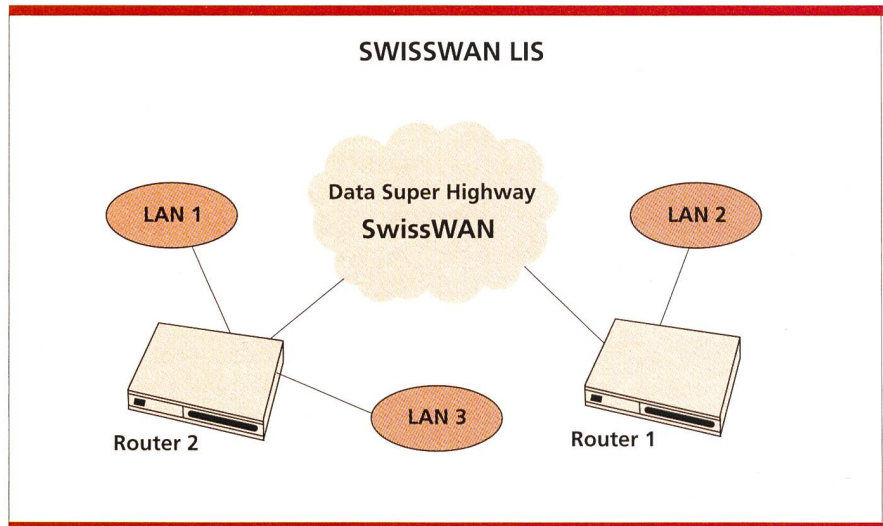 SWISSWAN LIS
Data Super Highway
SwissWAN
LAN 1
LAN 2
LAN 3
Router 2
Router 1